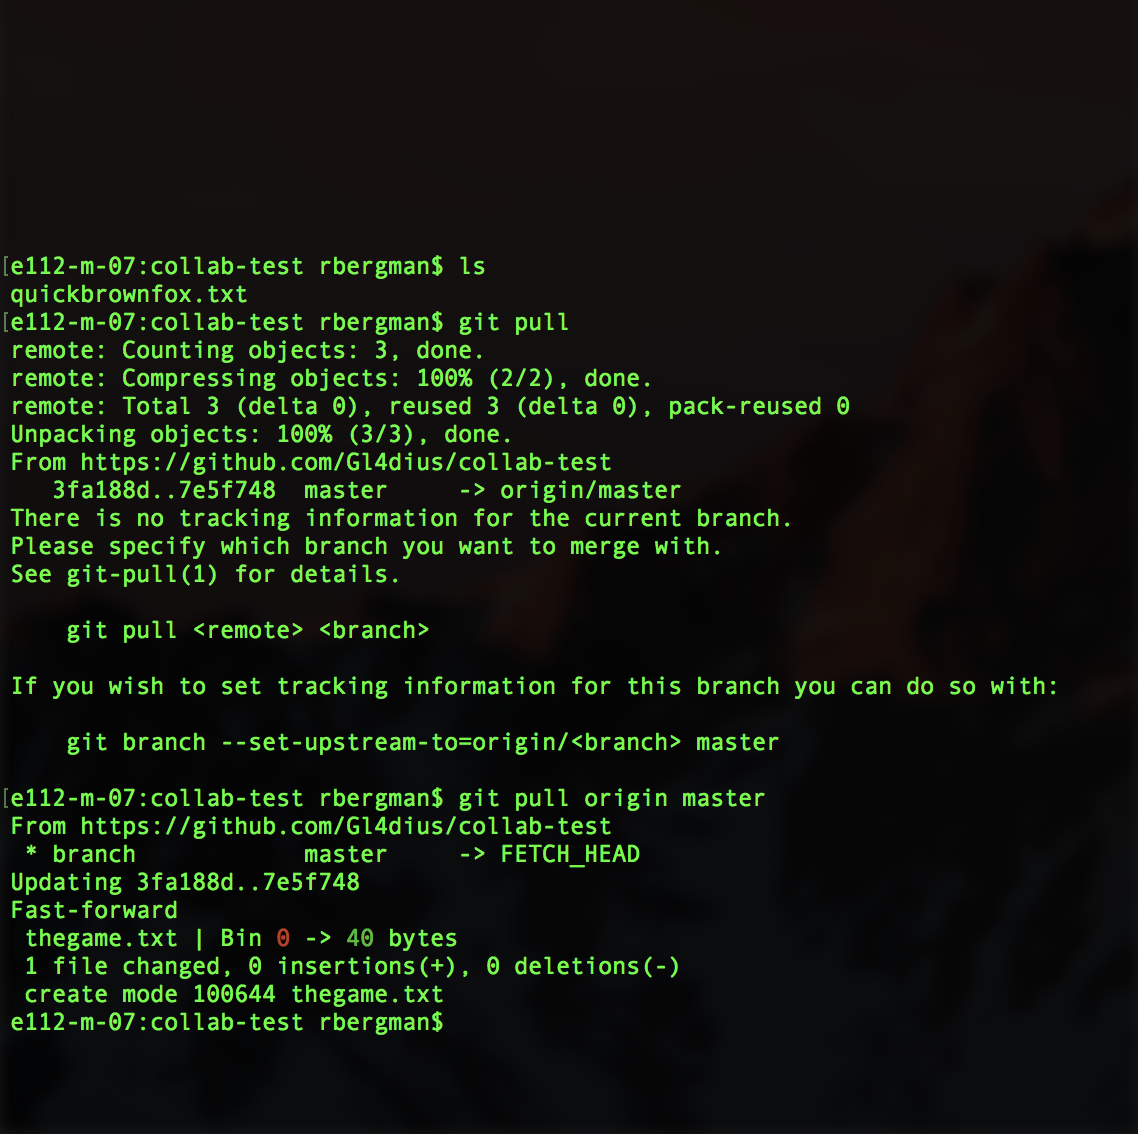 [e112-m-07:collab-test rbergman$ ls
quickbrownfox.txt
[e112-m-07:collab-test rbergman$ git pull
remote: Counting objects: 3, done.
remote: Compressing objects: 100% (2/2), done.
remote: Total 3 (delta 0), reused 3 (delta 0), pack-reused 0
Unpacking objects: 100% (3/3), done.
From https://github.com/Gl4dius/collab-test
   3fa188d..7e5f748  master     -> origin/master
There is no tracking information for the current branch.
Please specify which branch you want to merge with.
See git-pull(1) for details.

    git pull <remote> <branch>

If you wish to set tracking information for this branch you can do so with:

    git branch --set-upstream-to=origin/<branch> master

[e112-m-07:collab-test rbergman$ git pull origin master
From https://github.com/Gl4dius/collab-test
 * branch            master     -> FETCH_HEAD
Updating 3fa188d..7e5f748
Fast-forward
 thegame.txt | Bin 0 -> 40 bytes
 1 file changed, 0 insertions(+), 0 deletions(-)
 create mode 100644 thegame.txt
e112-m-07:collab-test rbergman$